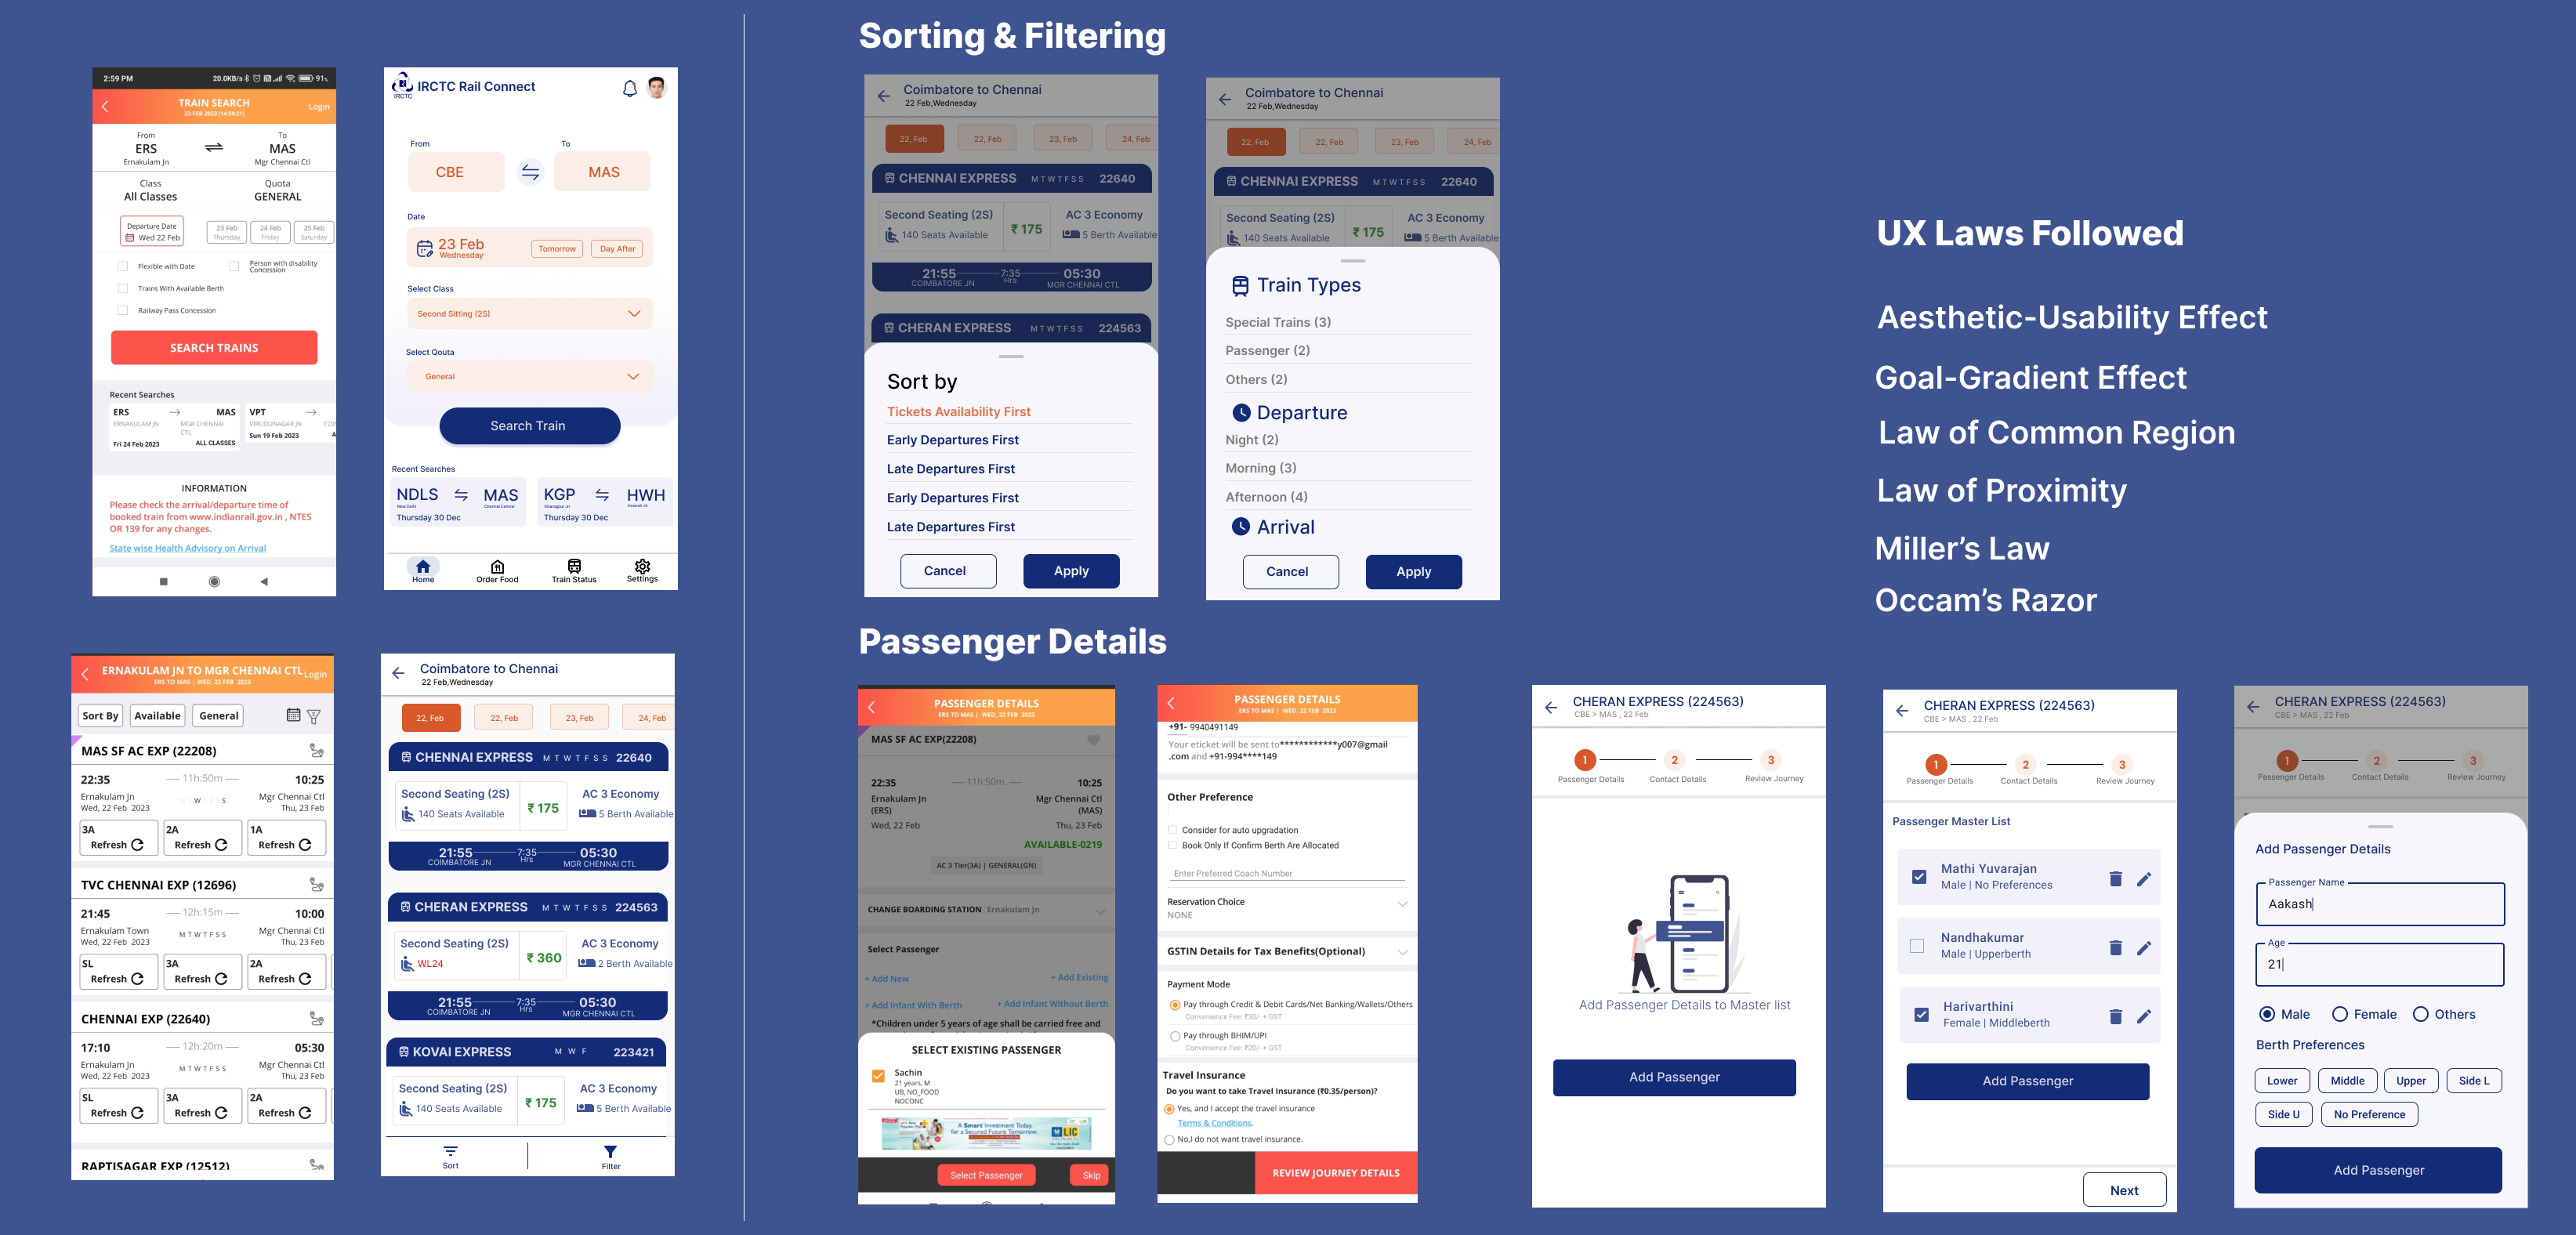 2:59 PM 20.0KB/s 91%
TRAIN SEARCH
22-FEB-2023 [14:59:21]
Login
From To
ERS MAS
Ernakulam Jn Mgr Chennai Ctl
Class Quota
All Classes GENERAL
Departure Date
Wed 22 Feb
23 Feb
Thursday
24 Feb
Friday
25 Feb
Saturday
Flexible with Date
Person with disability
Concession
Trains With Available Berth
Railway Pass Concession
SEARCH TRAINS
Recent Searches
ERS MAS
ERNAKULAM JN MGR CHENNAI
CTL
Fri 24 Feb 2023 ALL CLASSES
VPT
VIRUDUNAGAR JN
Sun 19 Feb 2023
INFORMATION
Please check the arrival/departure time of
booked train from www.indianrail.gov.in , NTES
OR 139 for any changes.
State wise Health Advisory on Arrival
IRCTC
IRCTC Rail Connect
From To
CBE MAS
Date
23 Feb
Wednesday
Tomorrow
Day After
Select Class
Second Sitting (2S)
Select Qouta
General
Search Train
Recent Searches
NDLS MAS
New Delhi Chennai Central
Thursday 30 Dec
KGP HWH
Kharagpur Jn Howrah Jn
Thursday 30 Dec
Home
Order Food
Train Status
Settings
ERNAKULAM JN TO MGR CHENNAI CTL
ERS TO MAS | WED, 22 FEB 2023
Login
Sort By
Available
General
MAS SF AC EXP (22208)
22:35 11h:50m 10:25
Ernakulam Jn Mgr Chennai Ctl
Wed, 22 Feb 2023 M T W T F S S Thu, 23 Feb
3A 2A 1A
Refresh Refresh Refresh
TVC CHENNAI EXP (12696)
21:45 12h:15m 10:00
Ernakulam Town Mgr Chennai Ctl
Wed, 22 Feb 2023 M T W T F S S Thu, 23 Feb
SL 3A 2A
Refresh Refresh Refresh
CHENNAI EXP (22640)
17:10 12h:20m 05:30
Ernakulam Jn Mgr Chennai Ctl
Wed, 22 Feb 2023 M T W T F S S Thu, 23 Feb
SL 3A 2A
Refresh Refresh Refresh
RAPTISAGAR EXP (12512)
Coimbatore to Chennai
22 Feb,Wednesday
22, Feb 22, Feb 23, Feb 24, Feb
CHENNAI EXPRESS M T W T F S S 22640
Second Seating (2S) ₹ 175 AC 3 Economy
140 Seats Available 5 Berth Available
21:55 7:35 05:30
COIMBATORE JN Hrs MGR CHENNAI CTL
CHERAN EXPRESS M T W T F S S 224563
Second Seating (2S) ₹ 360 AC 3 Economy
WL24 2 Berth Available
21:55 7:35 05:30
COIMBATORE JN Hrs MGR CHENNAI CTL
KOVAI EXPRESS M W F 223421
Second Seating (2S) ₹ 175 AC 3 Economy
140 Seats Available 5 Berth Available
Sort
Filter
Sorting & Filtering
Coimbatore to Chennai
22 Feb,Wednesday
22, Feb 22, Feb 23, Feb 24, Feb
CHENNAI EXPRESS M T W T F S S 22640
Second Seating (2S) ₹ 175 AC 3 Economy
140 Seats Available 5 Berth Available
21:55 7:35 05:30
COIMBATORE JN Hrs MGR CHENNAI CTL
CHERAN EXPRESS M T W T F S S 224563
Sort by
Tickets Availability First
Early Departures First
Late Departures First
Early Departures First
Late Departures First
Cancel
Apply
Coimbatore to Chennai
22 Feb,Wednesday
22, Feb 22, Feb 23, Feb 24, Feb
CHENNAI EXPRESS M T W T F S S 22640
Second Seating (2S) ₹ 175 AC 3 Economy
140 Seats Available 5 Berth Available
Train Types
Special Trains (3)
Passenger (2)
Others (2)
Departure
Night (2)
Morning (3)
Afternoon (4)
Arrival
Cancel
Apply
UX Laws Followed
Aesthetic-Usability Effect
Goal-Gradient Effect
Law of Common Region
Law of Proximity
Miller's Law
Occam's Razor
Passenger Details
PASSENGER DETAILS
ERS TO MAS | WED, 22 FEB 2023
MAS SF AC EXP(22208)
22:35 11h:50m, 10:25
Ernakulam Jn Mgr Chennai Ctl
(ERS) (MAS)
Wed, 22 Feb Thu, 23 Feb
AVAILABLE-0219
AC 3 Tier(3A) | GENERAL(GN)
CHANGE BOARDING STATION | Ernakulam Jn
Select Passenger
+ Add New + Add Existing
+ Add Infant With Berth + Add Infant Without Berth
*Children under 5 years of age shall be carried free and
SELECT EXISTING PASSENGER
Sachin
21 years, M
UB, NO_FOOD
NOCONC
A Smart Investment Today,
for a Secured Future Tomorrow.
LIC
Select Passenger
Skip
PASSENGER DETAILS
ERS TO MAS | WED, 22 FEB 2023
+91- 9940491149
Your eticket will be sent to************y007@gmail
.com and +91-994****149
Other Preference
Consider for auto upgradation
Book Only If Confirm Berth Are Allocated
Enter Preferred Coach Number
Reservation Choice
NONE
GSTIN Details for Tax Benefits(Optional)
Payment Mode
Pay through Credit & Debit Cards/Net Banking/Wallets/Others
Convenience Fee: ₹30/- + GST
Pay through BHIM/UPI
Convenience Fee: ₹20/- + GST
Travel Insurance
Do you want to take Travel Insurance (₹0.35/person)?
Yes, and I accept the travel insurance
Terms & Conditions.
No,I do not want travel insurance.
REVIEW JOURNEY DETAILS
CHERAN EXPRESS (224563)
CBE > MAS , 22 Feb
1 2 3
Passenger Details Contact Details Review Journey
Add Passenger Details to Master list
Add Passenger
CHERAN EXPRESS (224563)
CBE > MAS , 22 Feb
1 2 3
Passenger Details Contact Details Review Journey
Passenger Master List
Mathi Yuvarajan
Male | No Preferences
Nandhakumar
Male | Upperberth
Harivarthini
Female | Middleberth
Add Passenger
Next
CHERAN EXPRESS (224563)
CBE > MAS , 22 Feb
1 2 3
Passenger Details Contact Details Review Journey
Add Passenger Details
Passenger Name
Aakash
Age
21
Male Female Others
Berth Preferences
Lower Middle Upper Side L
Side U No Preference
Add Passenger